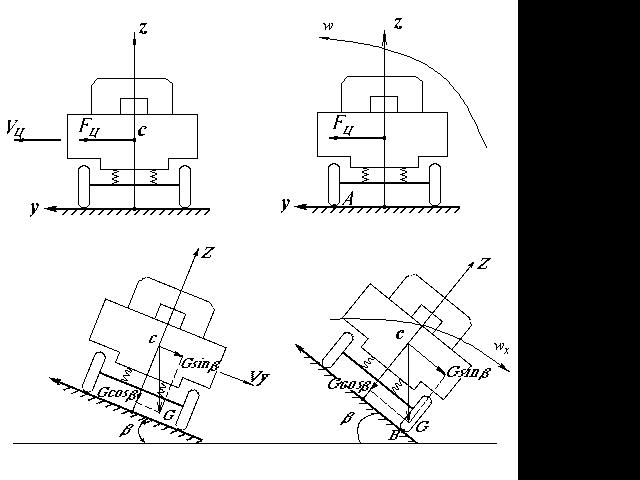 z
V_Ц
F_Ц
c
y
w
z
F_Ц
y
A
Z
c
Gsinβ
Vy
Gcosβ
G
β
Z
c
w_x
Gsinβ
Gcosβ
β
B
G